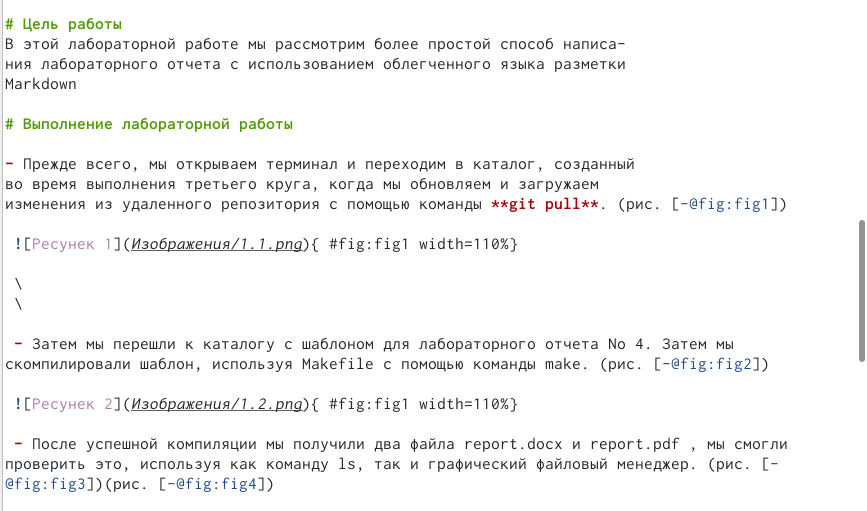 # Цель работы
В этой лабораторной работе мы рассмотрим более простой способ написа-
ния лабораторного отчета с использованием облегченного языка разметки
Markdown
# Выполнение лабораторной работы
- Прежде всего, мы открываем терминал и переходим в каталог, созданный
во время выполнения третьего круга, когда мы обновляем и загружаем
изменения из удаленного репозитория с помощью команды **git pull**. (рис. [-@fig:fig1])
![Ресунек 1](Изображения/1.1.png){ #fig:fig1 width=110%}
\
\
- Затем мы перешли к каталогу с шаблоном для лабораторного отчета No 4. Затем мы
скомпилировали шаблон, используя Makefile с помощью команды make. (рис. [-@fig:fig2])
![Ресунек 2](Изображения/1.2.png){ #fig:fig1 width=110%}
- После успешной компиляции мы получили два файла report.docx и report.pdf , мы смогли
проверить это, используя как команду ls, так и графический файловый менеджер. (рис. [-
@fig:fig3])(рис. [-@fig:fig4])